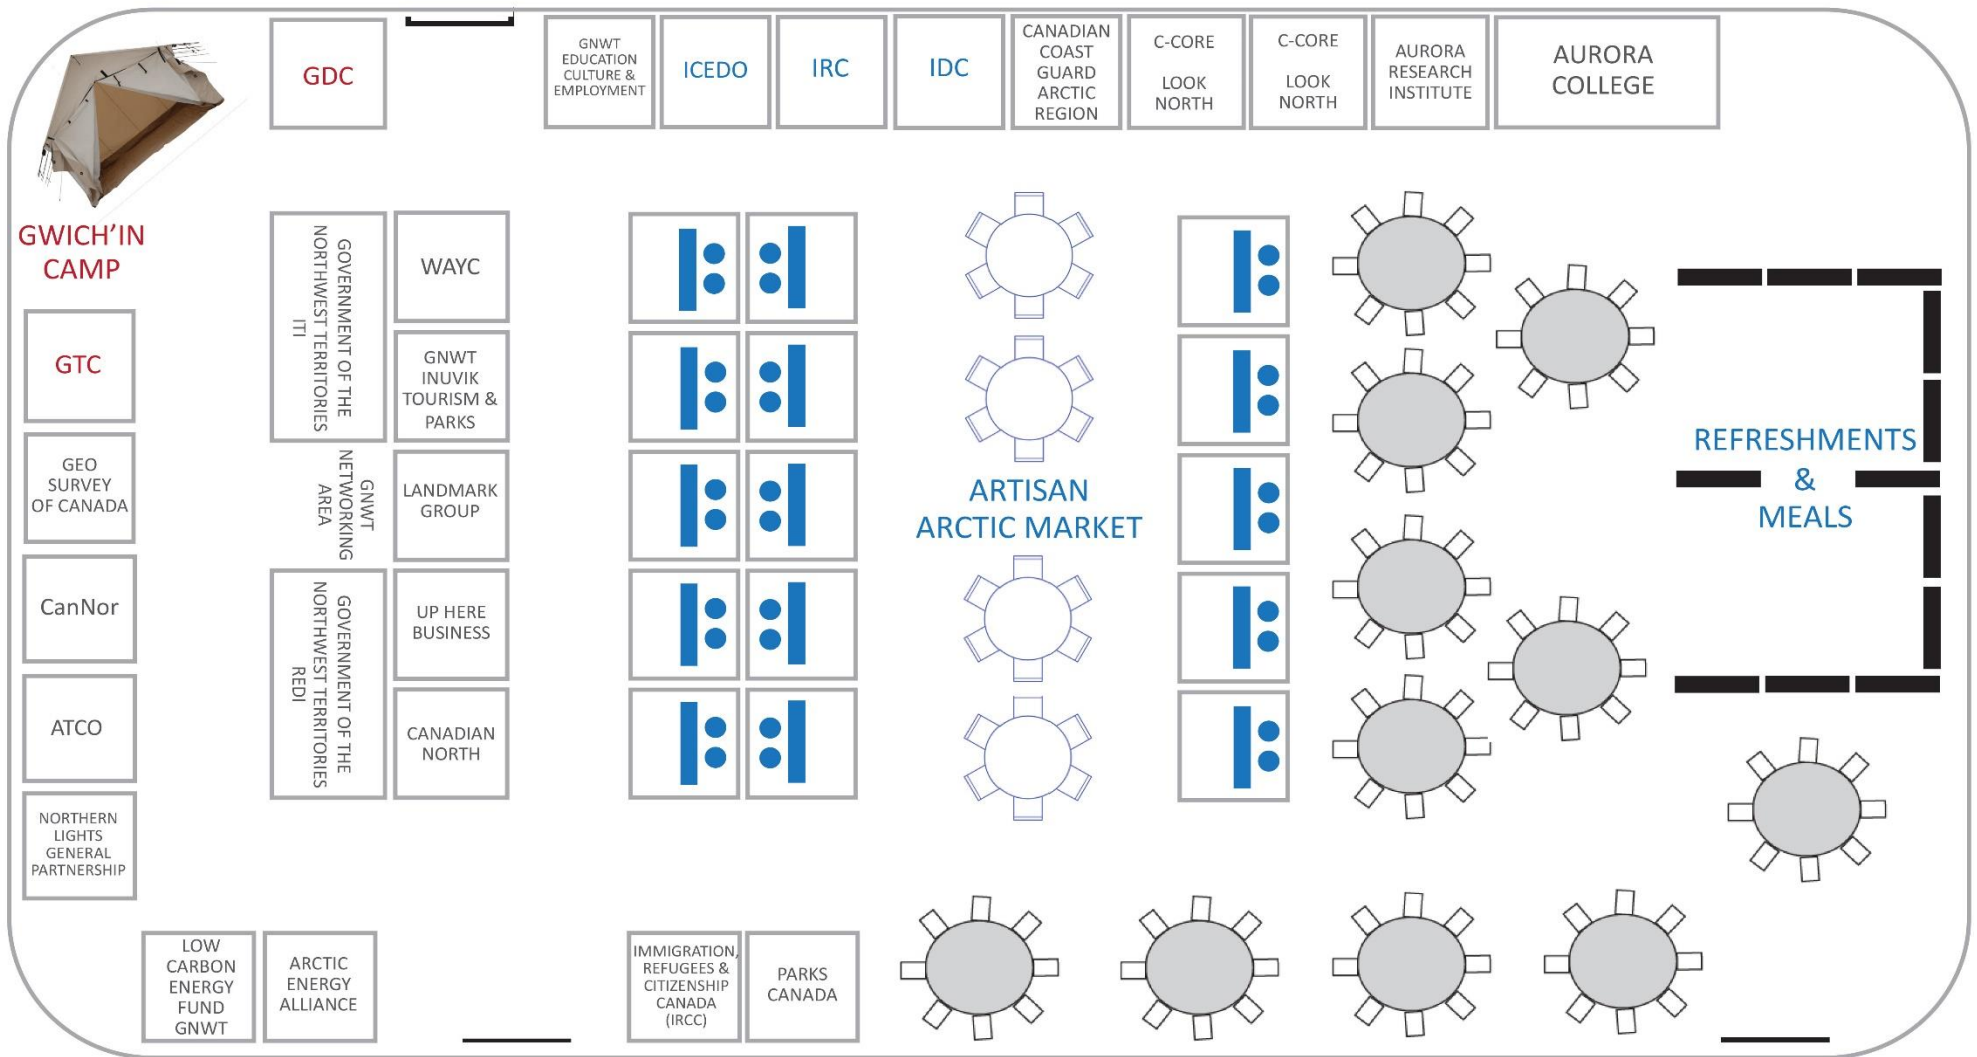 GDC
GNWT
EDUCATION
CULTURE &
EMPLOYMENT
ICEDO
IRC
IDC
CANADIAN
COAST
GUARD
ARCTIC
REGION
C-CORE
LOOK
NORTH
C-CORE
LOOK
NORTH
AURORA
RESEARCH
INSTITUTE
AURORA
COLLEGE
GWICH'IN
CAMP
GTC
GEO
SURVEY
OF CANADA
CanNor
ATCO
NORTHERN
LIGHTS
GENERAL
PARTNERSHIP
GOVERNMENT OF THE
NORTHWEST TERRITORIES
ITI
GNWT
NETWORKING
AREA
GOVERNMENT OF THE
NORTHWEST TERRITORIES
REDI
WAYC
GNWT
INUVIK
TOURISM &
PARKS
LANDMARK
GROUP
UP HERE
BUSINESS
CANADIAN
NORTH
ARTISAN
ARCTIC MARKET
REFRESHMENTS
&
MEALS
LOW
CARBON
ENERGY
FUND
GNWT
ARCTIC
ENERGY
ALLIANCE
IMMIGRATION,
REFUGEES &
CITIZENSHIP
CANADA
(IRCC)
PARKS
CANADA